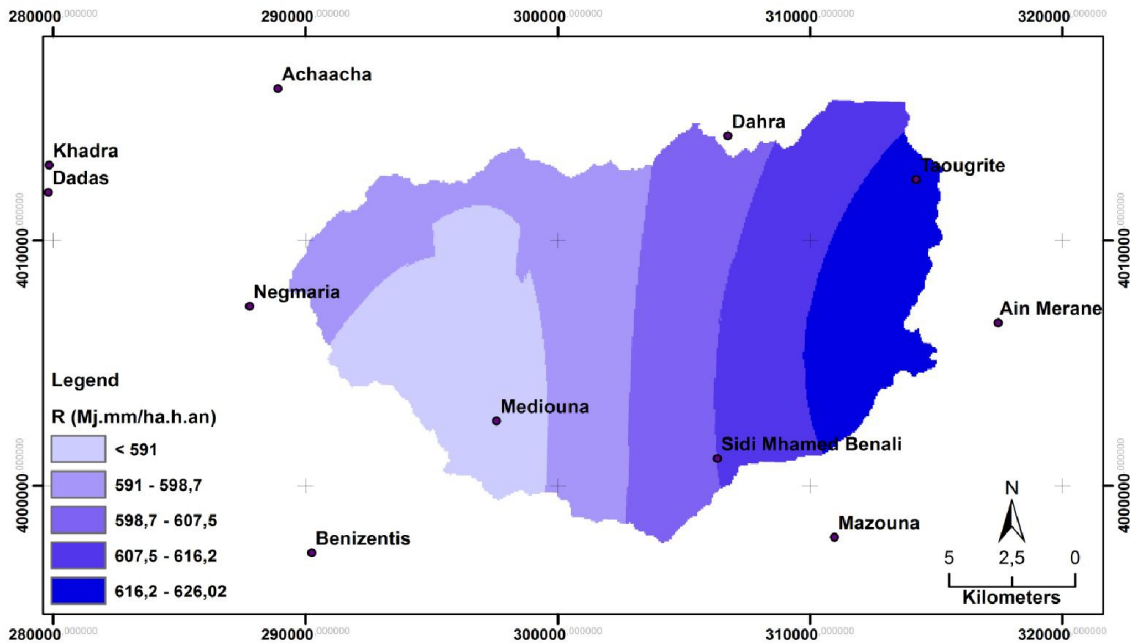 280000.000000 290000.000000 300000.000000 310000.000000 320000.000000
Achaacha
Dahra
Khadra
Dadas
Taougrite
4010000.000000
4010000.000000
Negmaria
Ain Merane
Legend
R (Mj.mm/ha.h.an)
< 591
591 - 598,7
598,7 - 607,5
607,5 - 616,2
616,2 - 626,02
Mediouna
Sidi Mhamed Benali
4000000.000000
4000000.000000
Mazouna
Benizentis
N
5 2,5 0
Kilometers
280000.000000 290000.000000 300000.000000 310000.000000 320000.000000